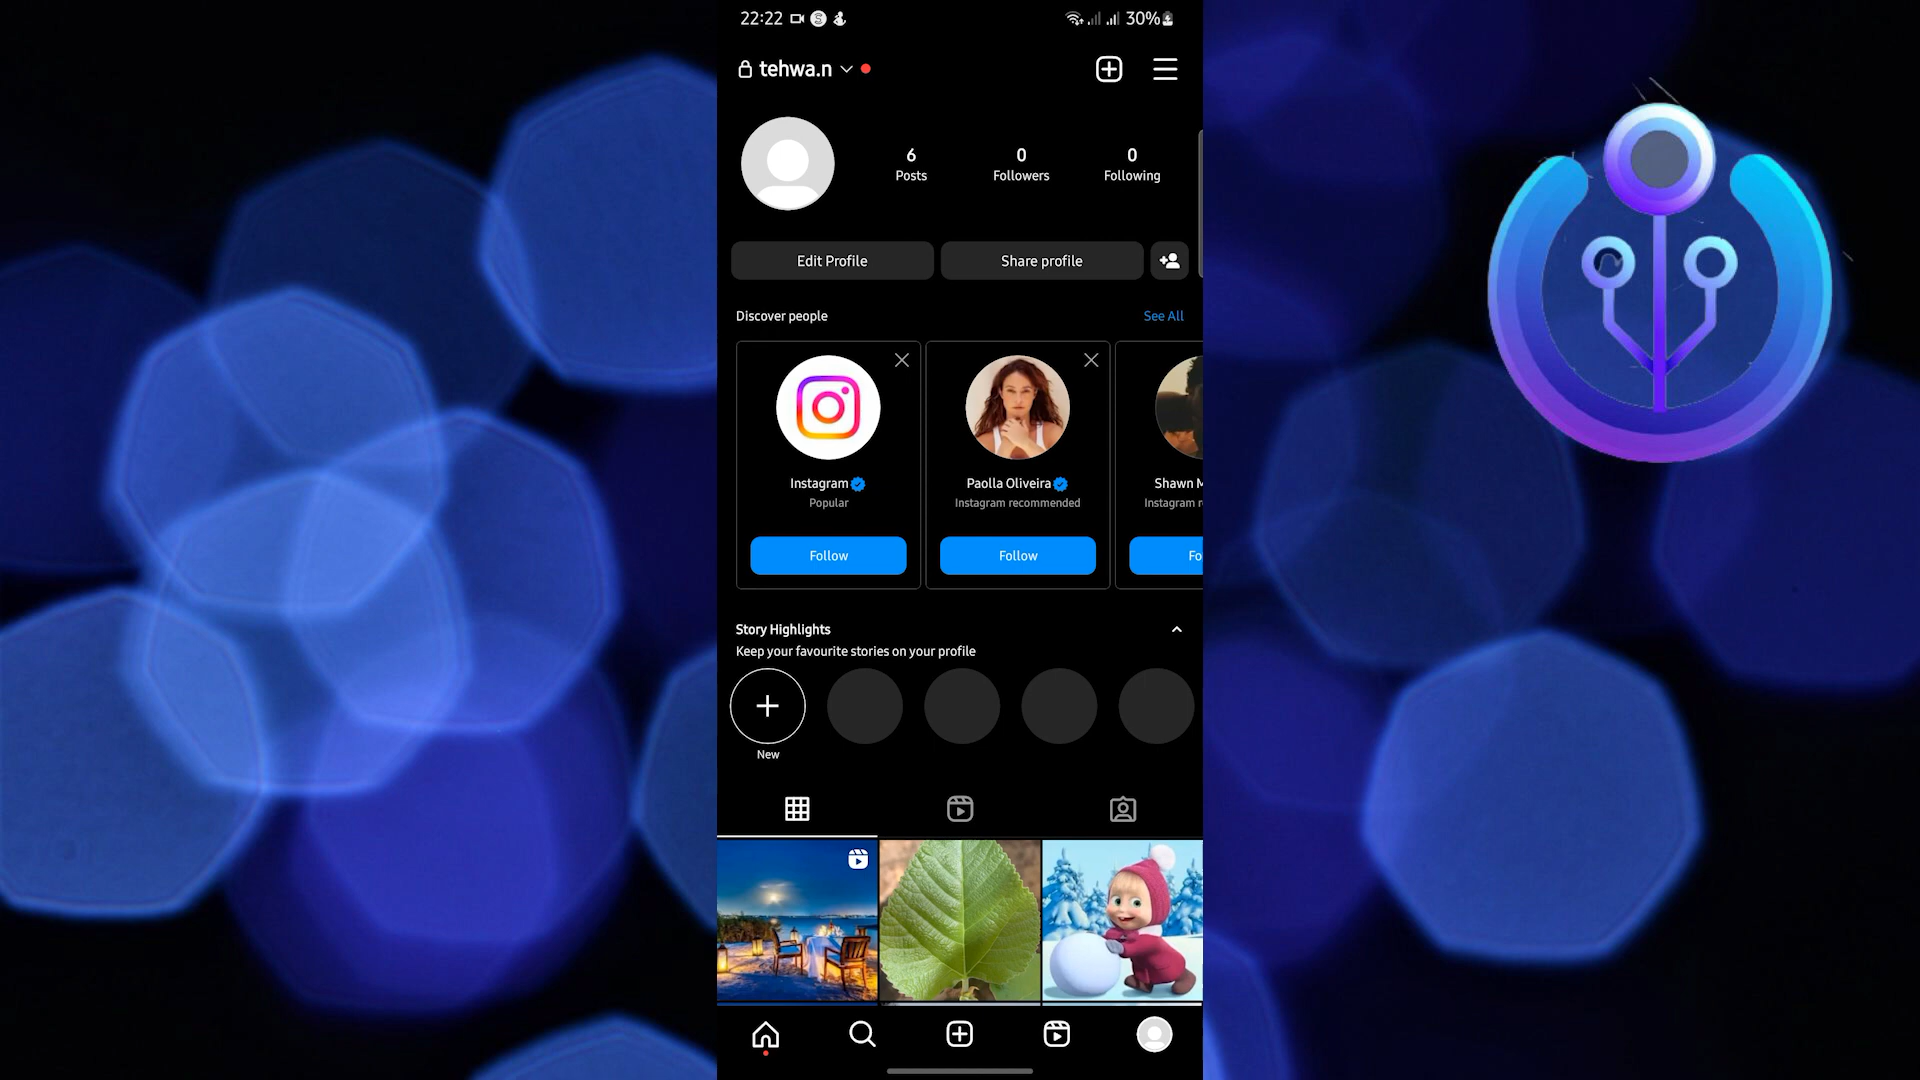 22:22
30%
tehwa.n
6
Posts
0
Followers
0
Following
Edit Profile
Share profile
Discover people
See All
Instagram
Popular
Follow
Paolla Oliveira
Instagram recommended
Follow
Shawn M
Instagram r
Fo
Story Highlights
Keep your favourite stories on your profile
New